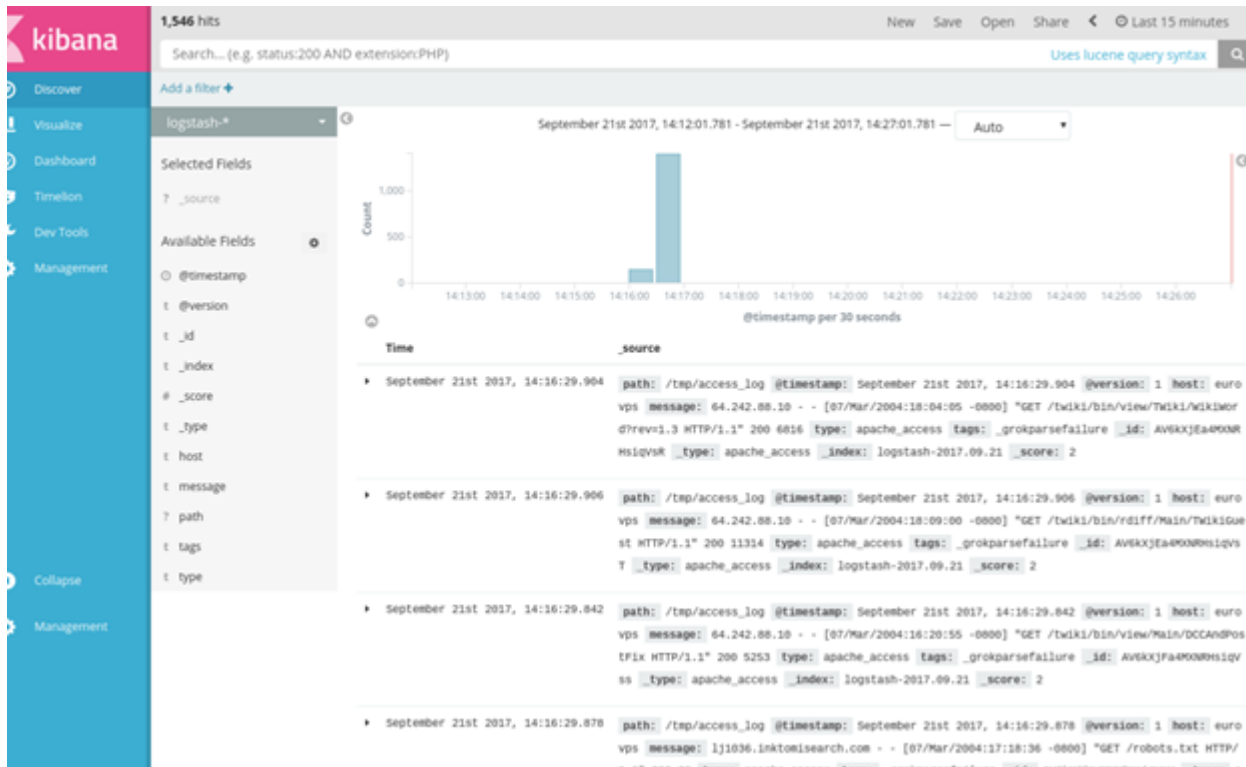 kibana
Discover
Visualize
Dashboard
Timelion
Dev Tools
Management
Collapse
Management
1,546 hits
New Save Open Share Last 15 minutes
Search... (e.g. status:200 AND extension:PHP) Uses lucene query syntax
Add a filter +
logstash-*
Selected Fields
? _source
Available Fields
@timestamp
t @version
t _id
t _index
# _score
t _type
t host
t message
? path
t tags
t type
September 21st 2017, 14:12:01.781 - September 21st 2017, 14:27:01.781 — Auto
Count
1,000
500
0
14:13:00 14:14:00 14:15:00 14:16:00 14:17:00 14:18:00 14:19:00 14:20:00 14:21:00 14:22:00 14:23:00 14:24:00 14:25:00 14:26:00
@timestamp per 30 seconds
Time _source
September 21st 2017, 14:16:29.904 path: /tmp/access_log @timestamp: September 21st 2017, 14:16:29.904 @version: 1 host: euro
vps message: 64.242.88.10 - - [07/Mar/2004:18:04:05 -0800] "GET /twiki/bin/view/TWiki/WikiWor
d?rev=1.3 HTTP/1.1" 200 6816 type: apache_access tags: _grokparsefailure _id:
_type: apache_access _index: logstash-2017.09.21 _score: 2
September 21st 2017, 14:16:29.906 path: /tmp/access_log @timestamp: September 21st 2017, 14:16:29.906 @version: 1 host: euro
vps message: 64.242.88.10 - - [07/Mar/2004:18:09:00 -0800] "GET /twiki/bin/rdiff/Main/TWikiGue
st HTTP/1.1" 200 11314 type: apache_access tags: _grokparsefailure _id:
T _type: apache_access _index: logstash-2017.09.21 _score: 2
September 21st 2017, 14:16:29.842 path: /tmp/access_log @timestamp: September 21st 2017, 14:16:29.842 @version: 1 host: euro
vps message: 64.242.88.10 - - [07/Mar/2004:16:20:55 -0800] "GET /twiki/bin/view/Main/DCCAndPos
tFix HTTP/1.1" 200 5253 type: apache_access tags: _grokparsefailure _id:
ss _type: apache_access _index: logstash-2017.09.21 _score: 2
September 21st 2017, 14:16:29.878 path: /tmp/access_log @timestamp: September 21st 2017, 14:16:29.878 @version: 1 host: euro
vps message: lj1036.inktomisearch.com - - [07/Mar/2004:17:18:36 -0800] "GET /robots.txt HTTP/